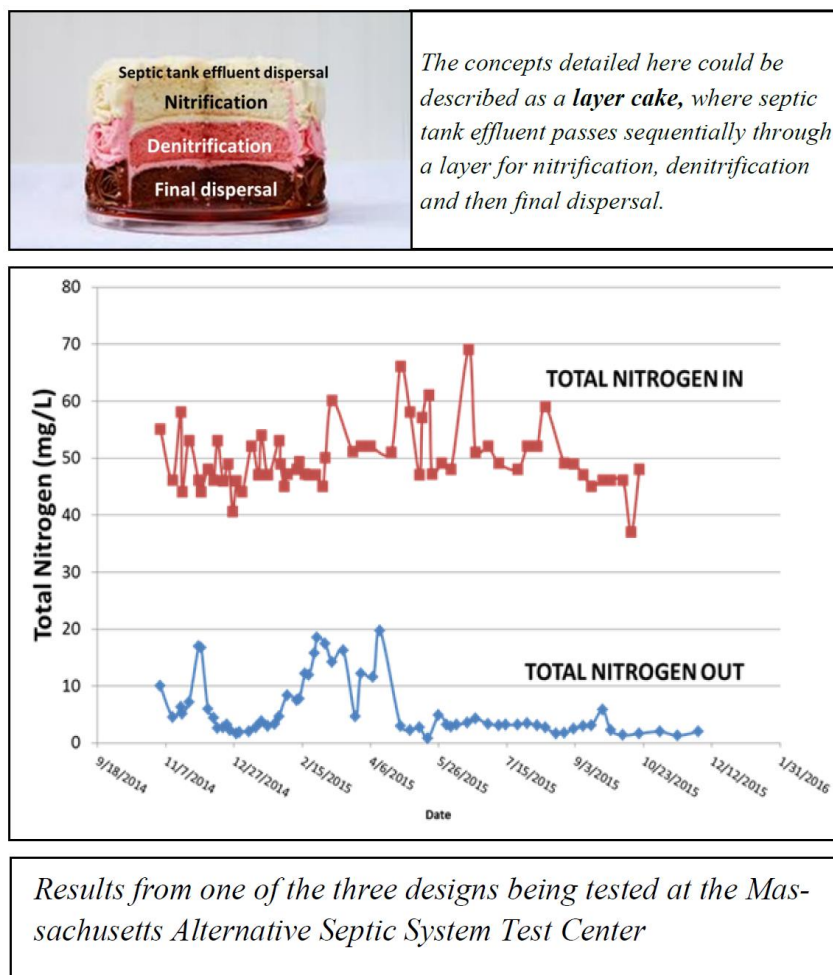 Septic tank effluent dispersal
Nitrification
Denitrification
Final dispersal
The concepts detailed here could be
described as a layer cake, where septic
tank effluent passes sequentially through
a layer for nitrification, denitrification
and then final dispersal.
80
70
60
50
40
30
20
10
0
Total Nitrogen (mg/L)
TOTAL NITROGEN IN
TOTAL NITROGEN OUT
9/18/2014
11/7/2014
12/27/2014
2/15/2015
4/6/2015
5/26/2015
7/15/2015
9/3/2015
10/23/2015
12/12/2015
1/31/2016
Date
Results from one of the three designs being tested at the Mas-
sachusetts Alternative Septic System Test Center